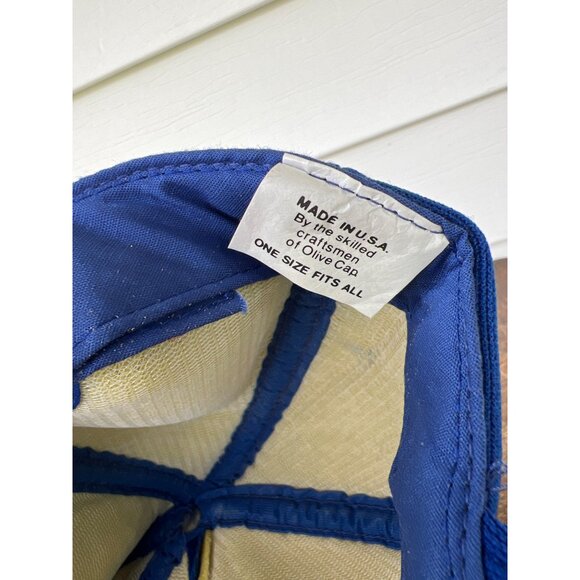 MADE IN U.S.A.
By the skilled
craftsmen
of Olive Cap
ONE SIZE FITS ALL